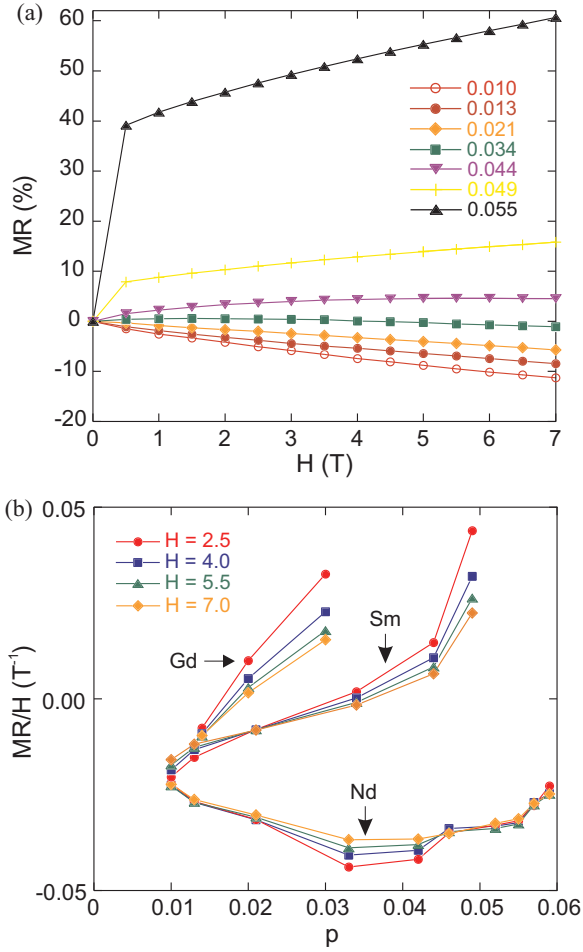 (a)
60
50
40
30
20
10
0
-10
-20
MR (%)
0.010
0.013
0.021
0.034
0.044
0.049
0.055
0 1 2 3 4 5 6 7
H (T)
(b)
0.05
0.00
-0.05
MR/H (T⁻¹)
H = 2.5
H = 4.0
H = 5.5
H = 7.0
Sm
Gd
Nd
0.0 0.01 0.02 0.03 0.04 0.05 0.06
p